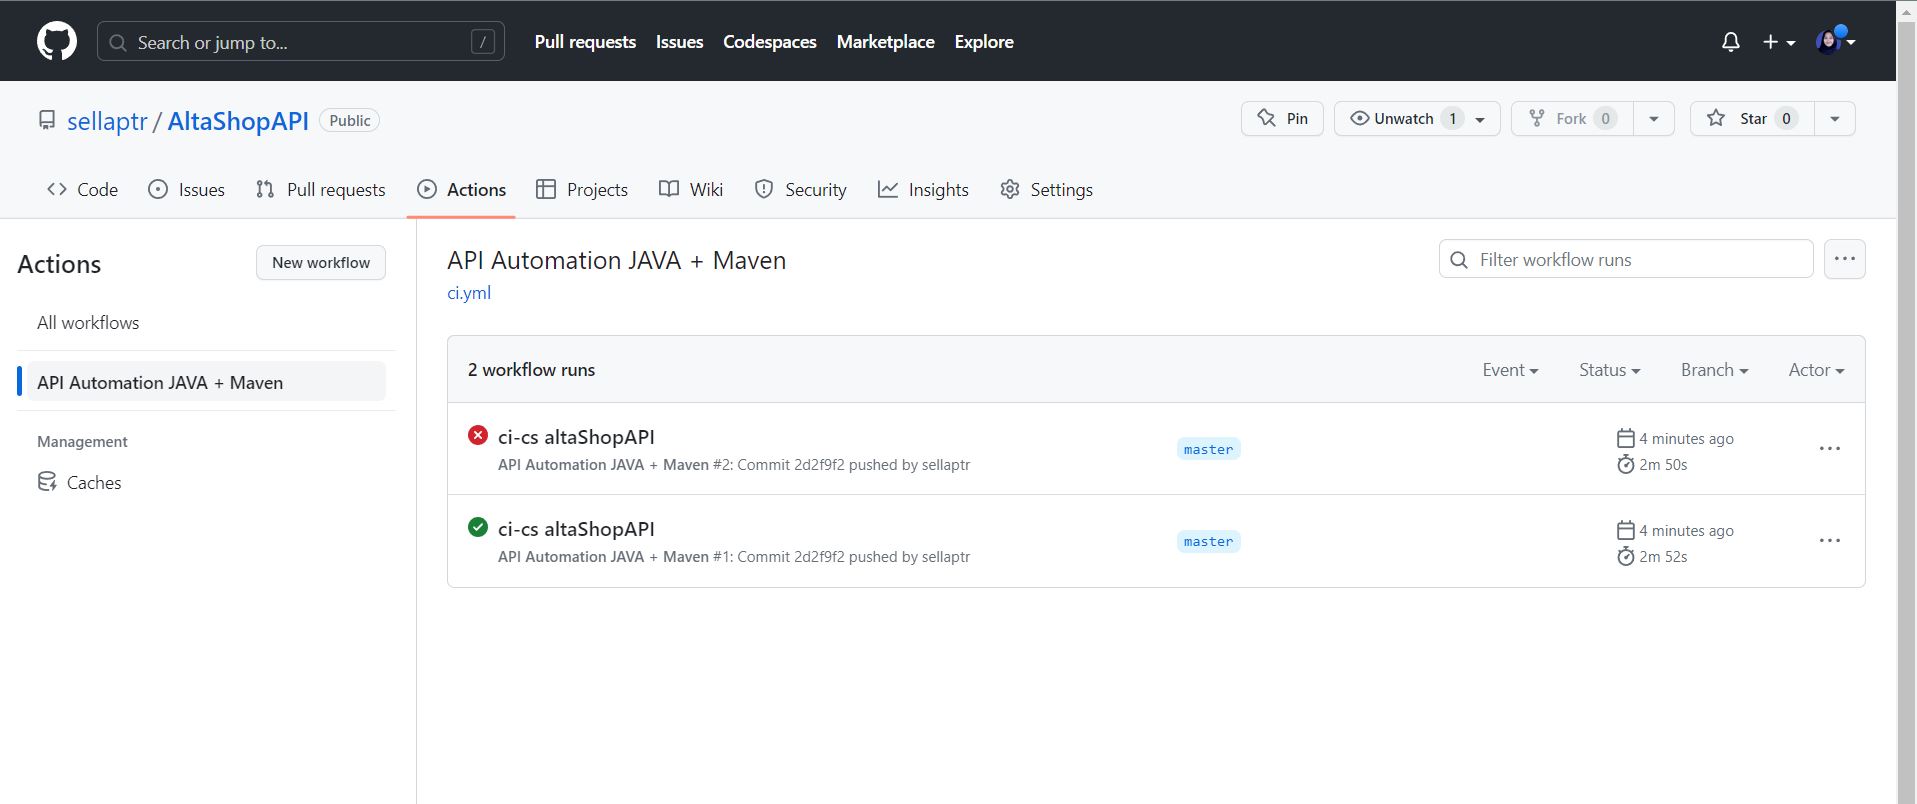 Search or jump to... / Pull requests Issues Codespaces Marketplace Explore
sellaptr / AltaShopAPI Public Pin Unwatch 1 Fork 0 Star 0
Code Issues Pull requests Actions Projects Wiki Security Insights Settings
Actions New workflow
All workflows
API Automation JAVA + Maven
Management
Caches
API Automation JAVA + Maven
ci.yml
Filter workflow runs
2 workflow runs Event Status Branch Actor
ci-cs altaShopAPI
API Automation JAVA + Maven #2: Commit 2d2f9f2 pushed by sellaptr
master
4 minutes ago
2m 50s
ci-cs altaShopAPI
API Automation JAVA + Maven #1: Commit 2d2f9f2 pushed by sellaptr
master
4 minutes ago
2m 52s